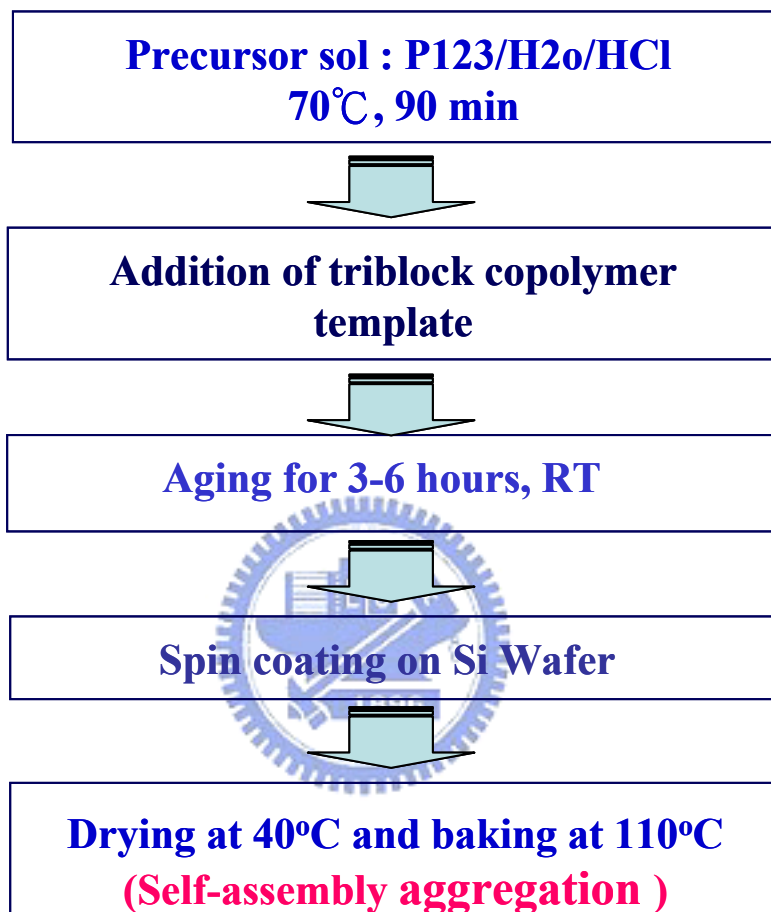 Precursor sol : P123/H2o/HCl
70℃, 90 min
Addition of triblock copolymer
template
Aging for 3-6 hours, RT
Spin coating on Si Wafer
Drying at 40oC and baking at 110oC
(Self-assembly aggregation )